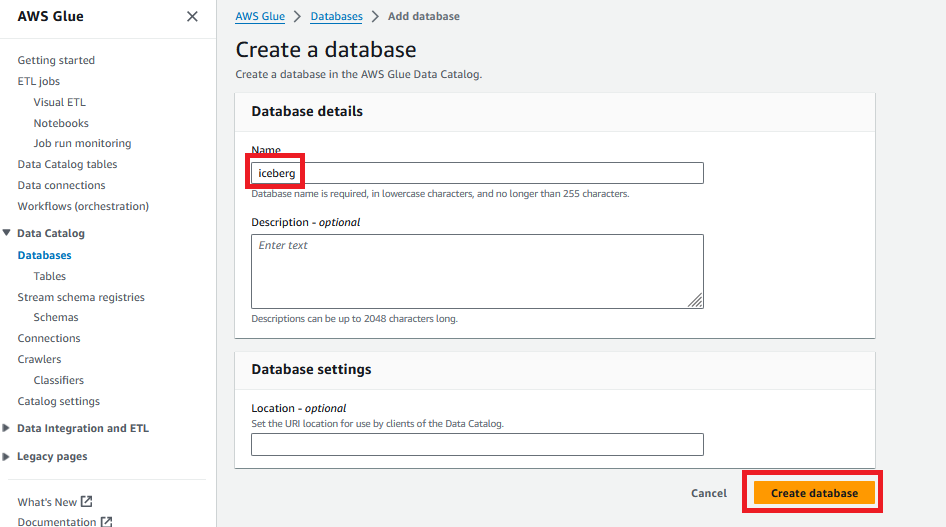 AWS Glue
Getting started
ETL jobs
Visual ETL
Notebooks
Job run monitoring
Data Catalog tables
Data connections
Workflows (orchestration)
Data Catalog
Databases
Tables
Stream schema registries
Schemas
Connections
Crawlers
Classifiers
Catalog settings
Data Integration and ETL
Legacy pages
What's New
Documentation
AWS Glue > Databases > Add database
Create a database
Create a database in the AWS Glue Data Catalog.
Database details
Name
iceberg
Database name is required, in lowercase characters, and no longer than 255 characters.
Description - optional
Enter text
Descriptions can be up to 2048 characters long.
Database settings
Location - optional
Set the URI location for use by clients of the Data Catalog.
Cancel
Create database